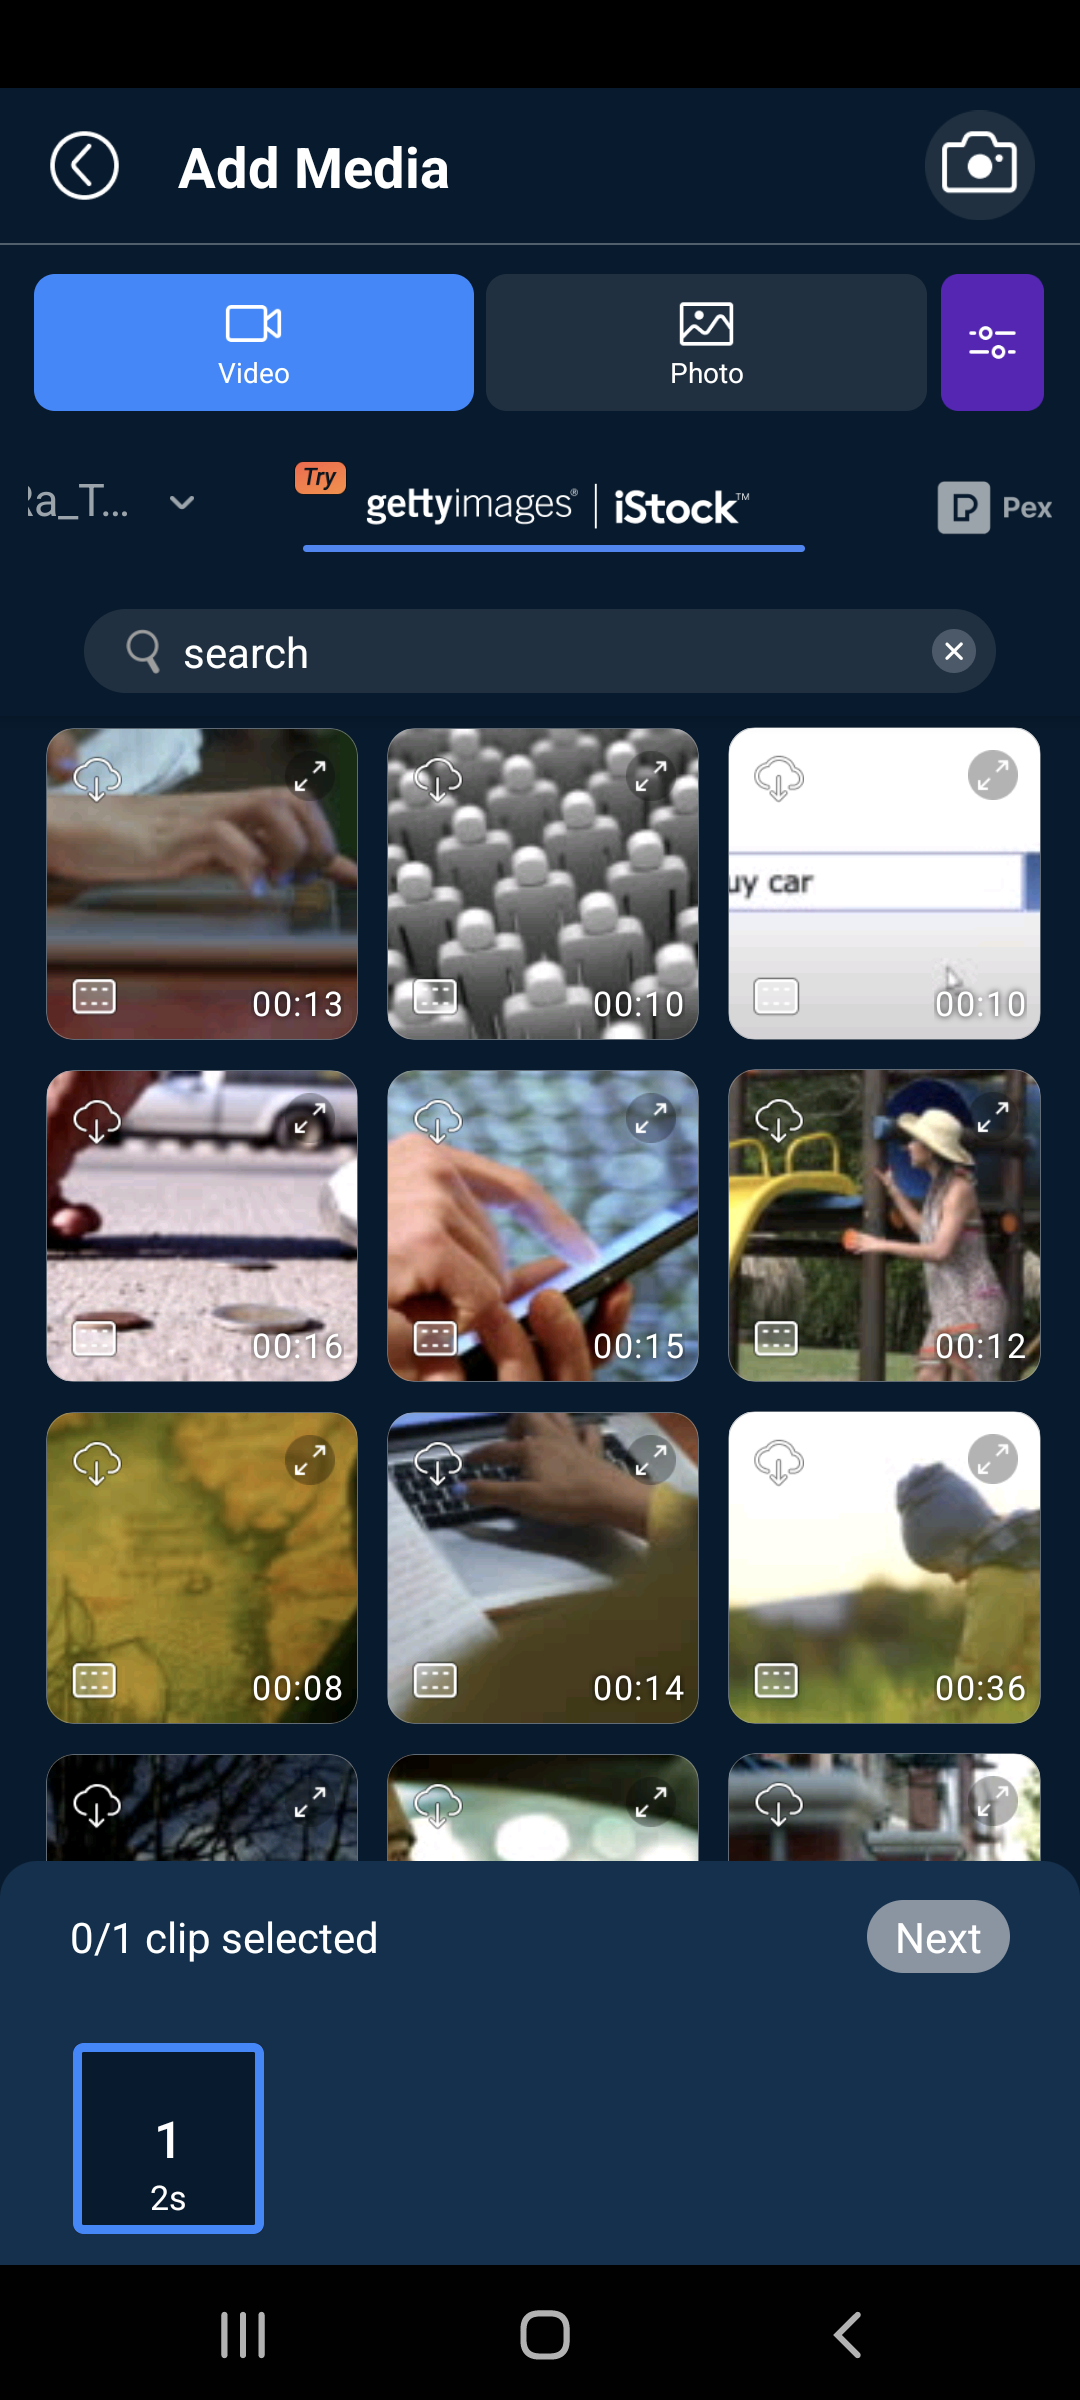 Add Media
Video
Photo
Ra_T...
Try
gettyimages® | iStock™
Pex
search
00:13
00:10
uy car
00:10
00:16
00:15
00:12
00:08
00:14
00:36
0/1 clip selected
Next
1
2s